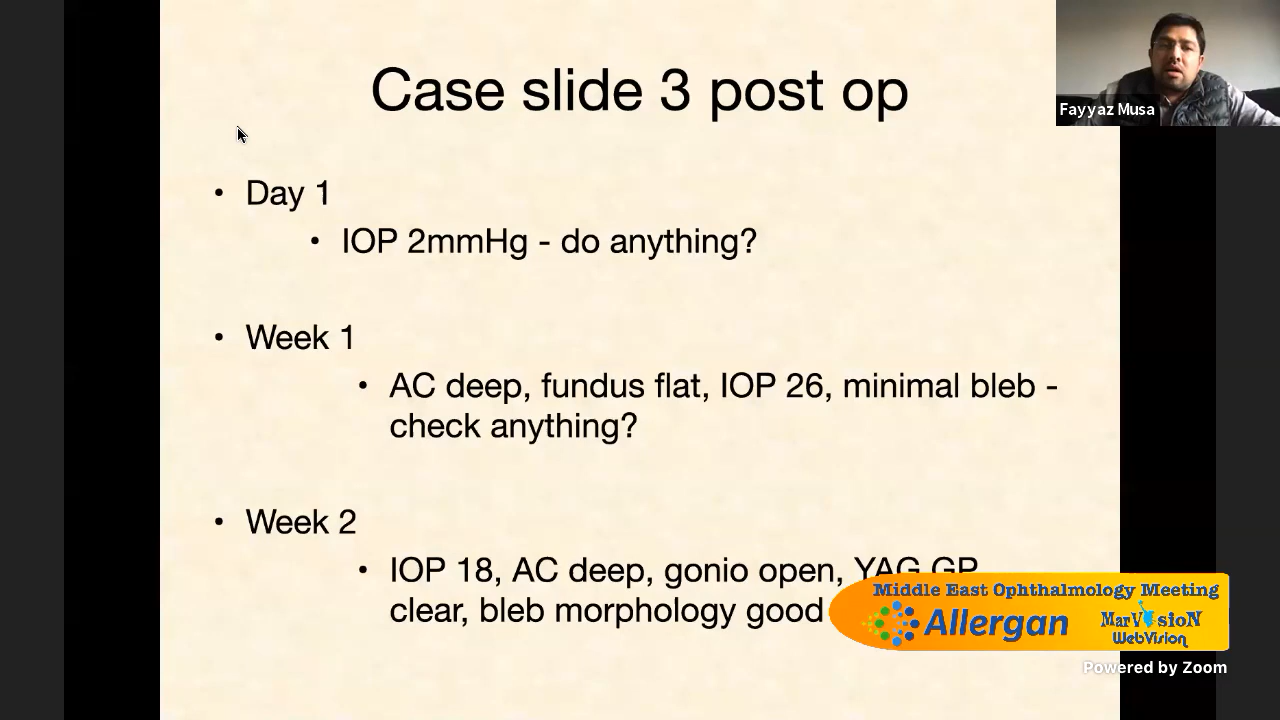 Case slide 3 post op
Fayyaz Musa
• Day 1
• IOP 2mmHg - do anything?
• Week 1
• AC deep, fundus flat, IOP 26, minimal bleb -
check anything?
• Week 2
• IOP 18, AC deep, gonio open, YAG GP
clear, bleb morphology good
Middle East Ophthalmology Meeting
Allergan
MarVisioN
WebVision
Powered by Zoom